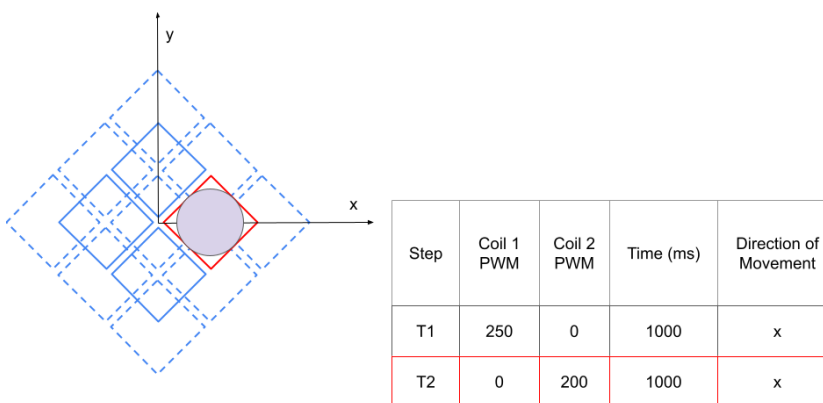 y
x
Step
Coil 1
PWM
Coil 2
PWM
Time (ms)
Direction of
Movement
T1
250
0
1000
x
T2
0
200
1000
x